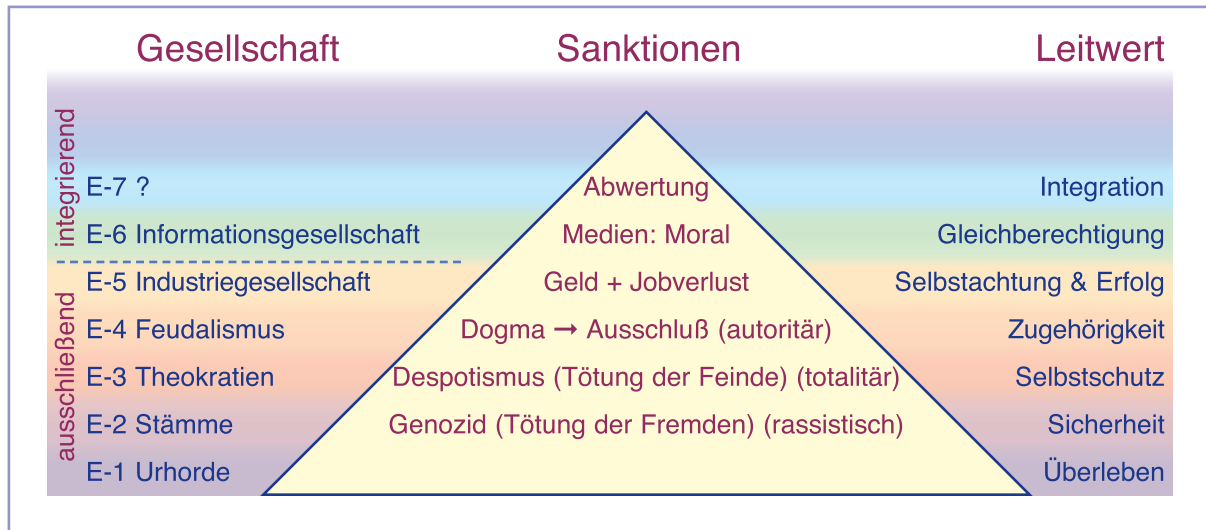 Gesellschaft Sanktionen Leitwert
integrierend
E-7 ? Abwertung Integration
E-6 Informationsgesellschaft Medien: Moral Gleichberechtigung
ausschließend
E-5 Industriegesellschaft Geld + Jobverlust Selbstachtung & Erfolg
E-4 Feudalismus Dogma ➞ Ausschluß (autoritär) Zugehörigkeit
E-3 Theokratien Despotismus (Tötung der Feinde) (totalitär) Selbstschutz
E-2 Stämme Genozid (Tötung der Fremden) (rassistisch) Sicherheit
E-1 Urhorde Überleben